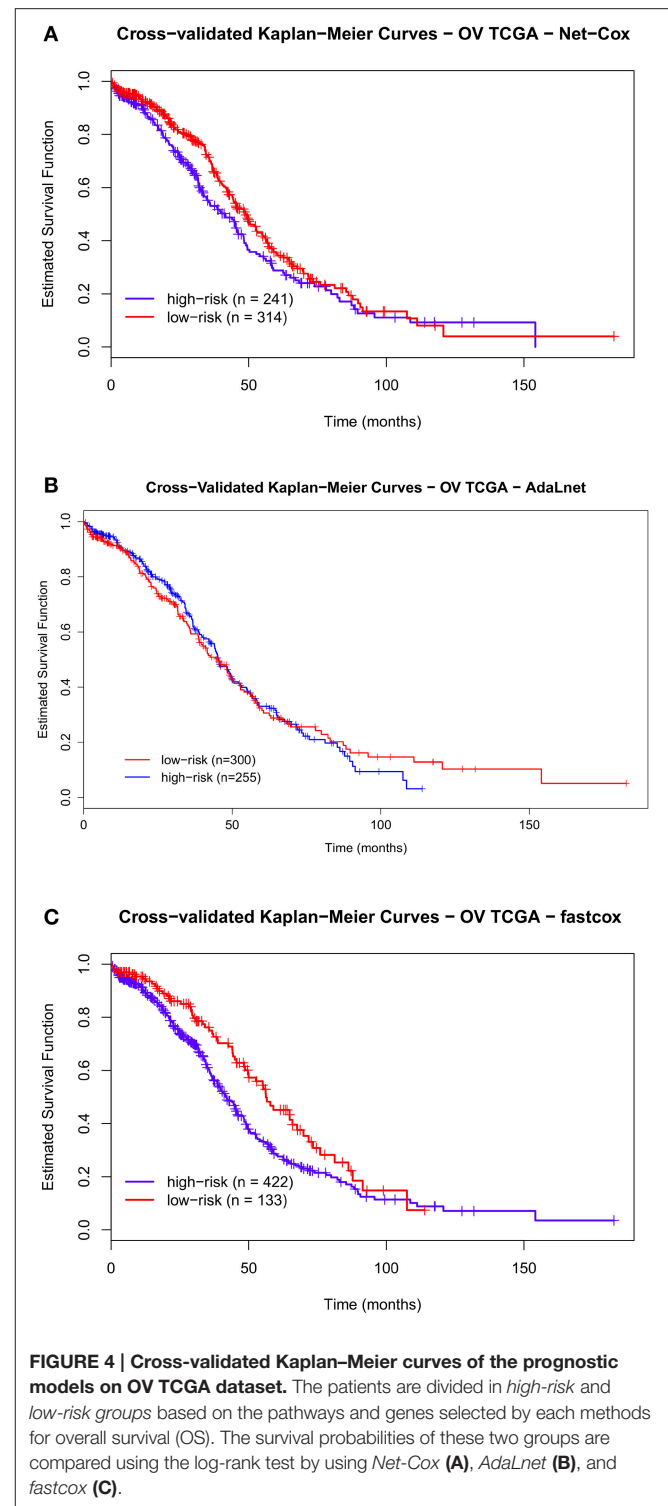 A
Cross−validated Kaplan−Meier Curves − OV TCGA − Net−Cox
Estimated Survival Function
1.0
0.8
0.6
0.4
0.2
0.0
high−risk (n = 241)
low−risk (n = 314)
0 50 100 150
Time (months)
B
Cross−Validated Kaplan−Meier Curves − OV TCGA − AdaLnet
Estimated Survival Function
1.0
0.8
0.6
0.4
0.2
0.0
low−risk (n=300)
high−risk (n=255)
0 50 100 150
Time (months)
C
Cross−validated Kaplan−Meier Curves − OV TCGA − fastcox
Estimated Survival Function
1.0
0.8
0.6
0.4
0.2
0.0
high−risk (n = 422)
low−risk (n = 133)
0 50 100 150
Time (months)
FIGURE 4 | Cross-validated Kaplan–Meier curves of the prognostic
models on OV TCGA dataset. The patients are divided in high-risk and
low-risk groups based on the pathways and genes selected by each methods
for overall survival (OS). The survival probabilities of these two groups are
compared using the log-rank test by using Net-Cox (A), AdaLnet (B), and
fastcox (C).